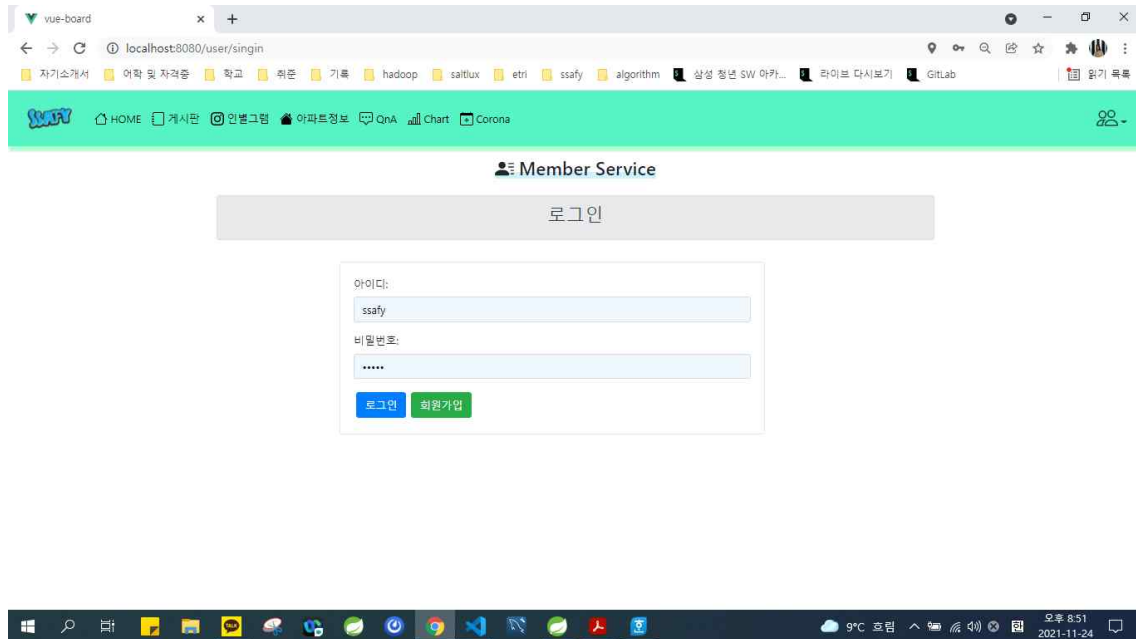 vue-board
localhost:8080/user/singin
자기소개서 어학 및 자격증 학교 취준 기록 hadoop saltlux etri ssafy algorithm 삼성 청년 SW 아카... 라이브 다시보기 GitLab 읽기 목록
SSAFY HOME 게시판 인별그램 아파트정보 QnA Chart Corona
Member Service
로그인
아이디:
ssafy
비밀번호:
•••••
로그인 회원가입
9°C 흐림 한 오후 8:51
2021-11-24